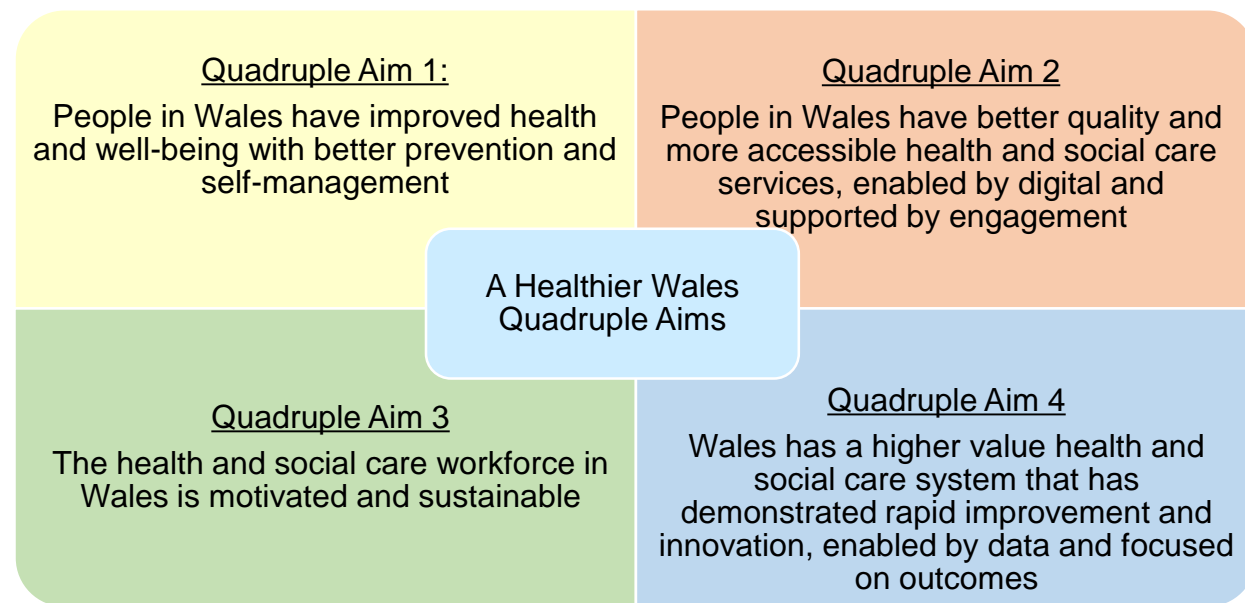 Quadruple Aim 1:
People in Wales have improved health
and well-being with better prevention and
self-management
Quadruple Aim 2
People in Wales have better quality and
more accessible health and social care
services, enabled by digital and
supported by engagement
A Healthier Wales
Quadruple Aims
Quadruple Aim 3
The health and social care workforce in
Wales is motivated and sustainable
Quadruple Aim 4
Wales has a higher value health and
social care system that has
demonstrated rapid improvement and
innovation, enabled by data and focused
on outcomes